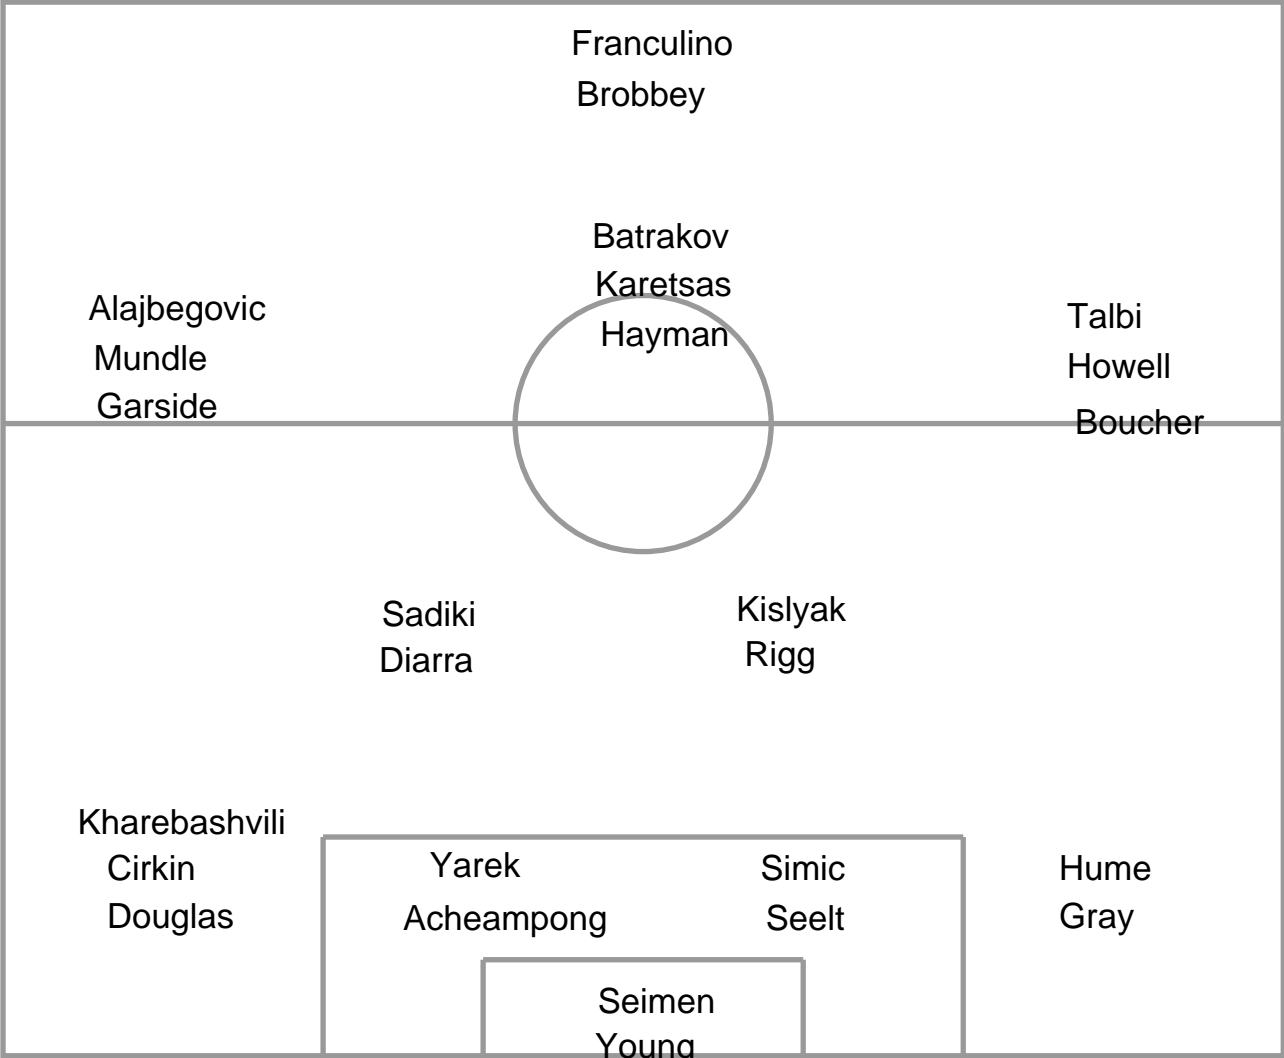 Franculino
Brobbey
Batrakov
Karetsas
Hayman
Alajbegovic
Mundle
Garside
Talbi
Howell
Boucher
Sadiki
Diarra
Kislyak
Rigg
Kharebashvili
Cirkin
Douglas
Yarek
Acheampong
Simic
Seelt
Hume
Gray
Seimen
Young